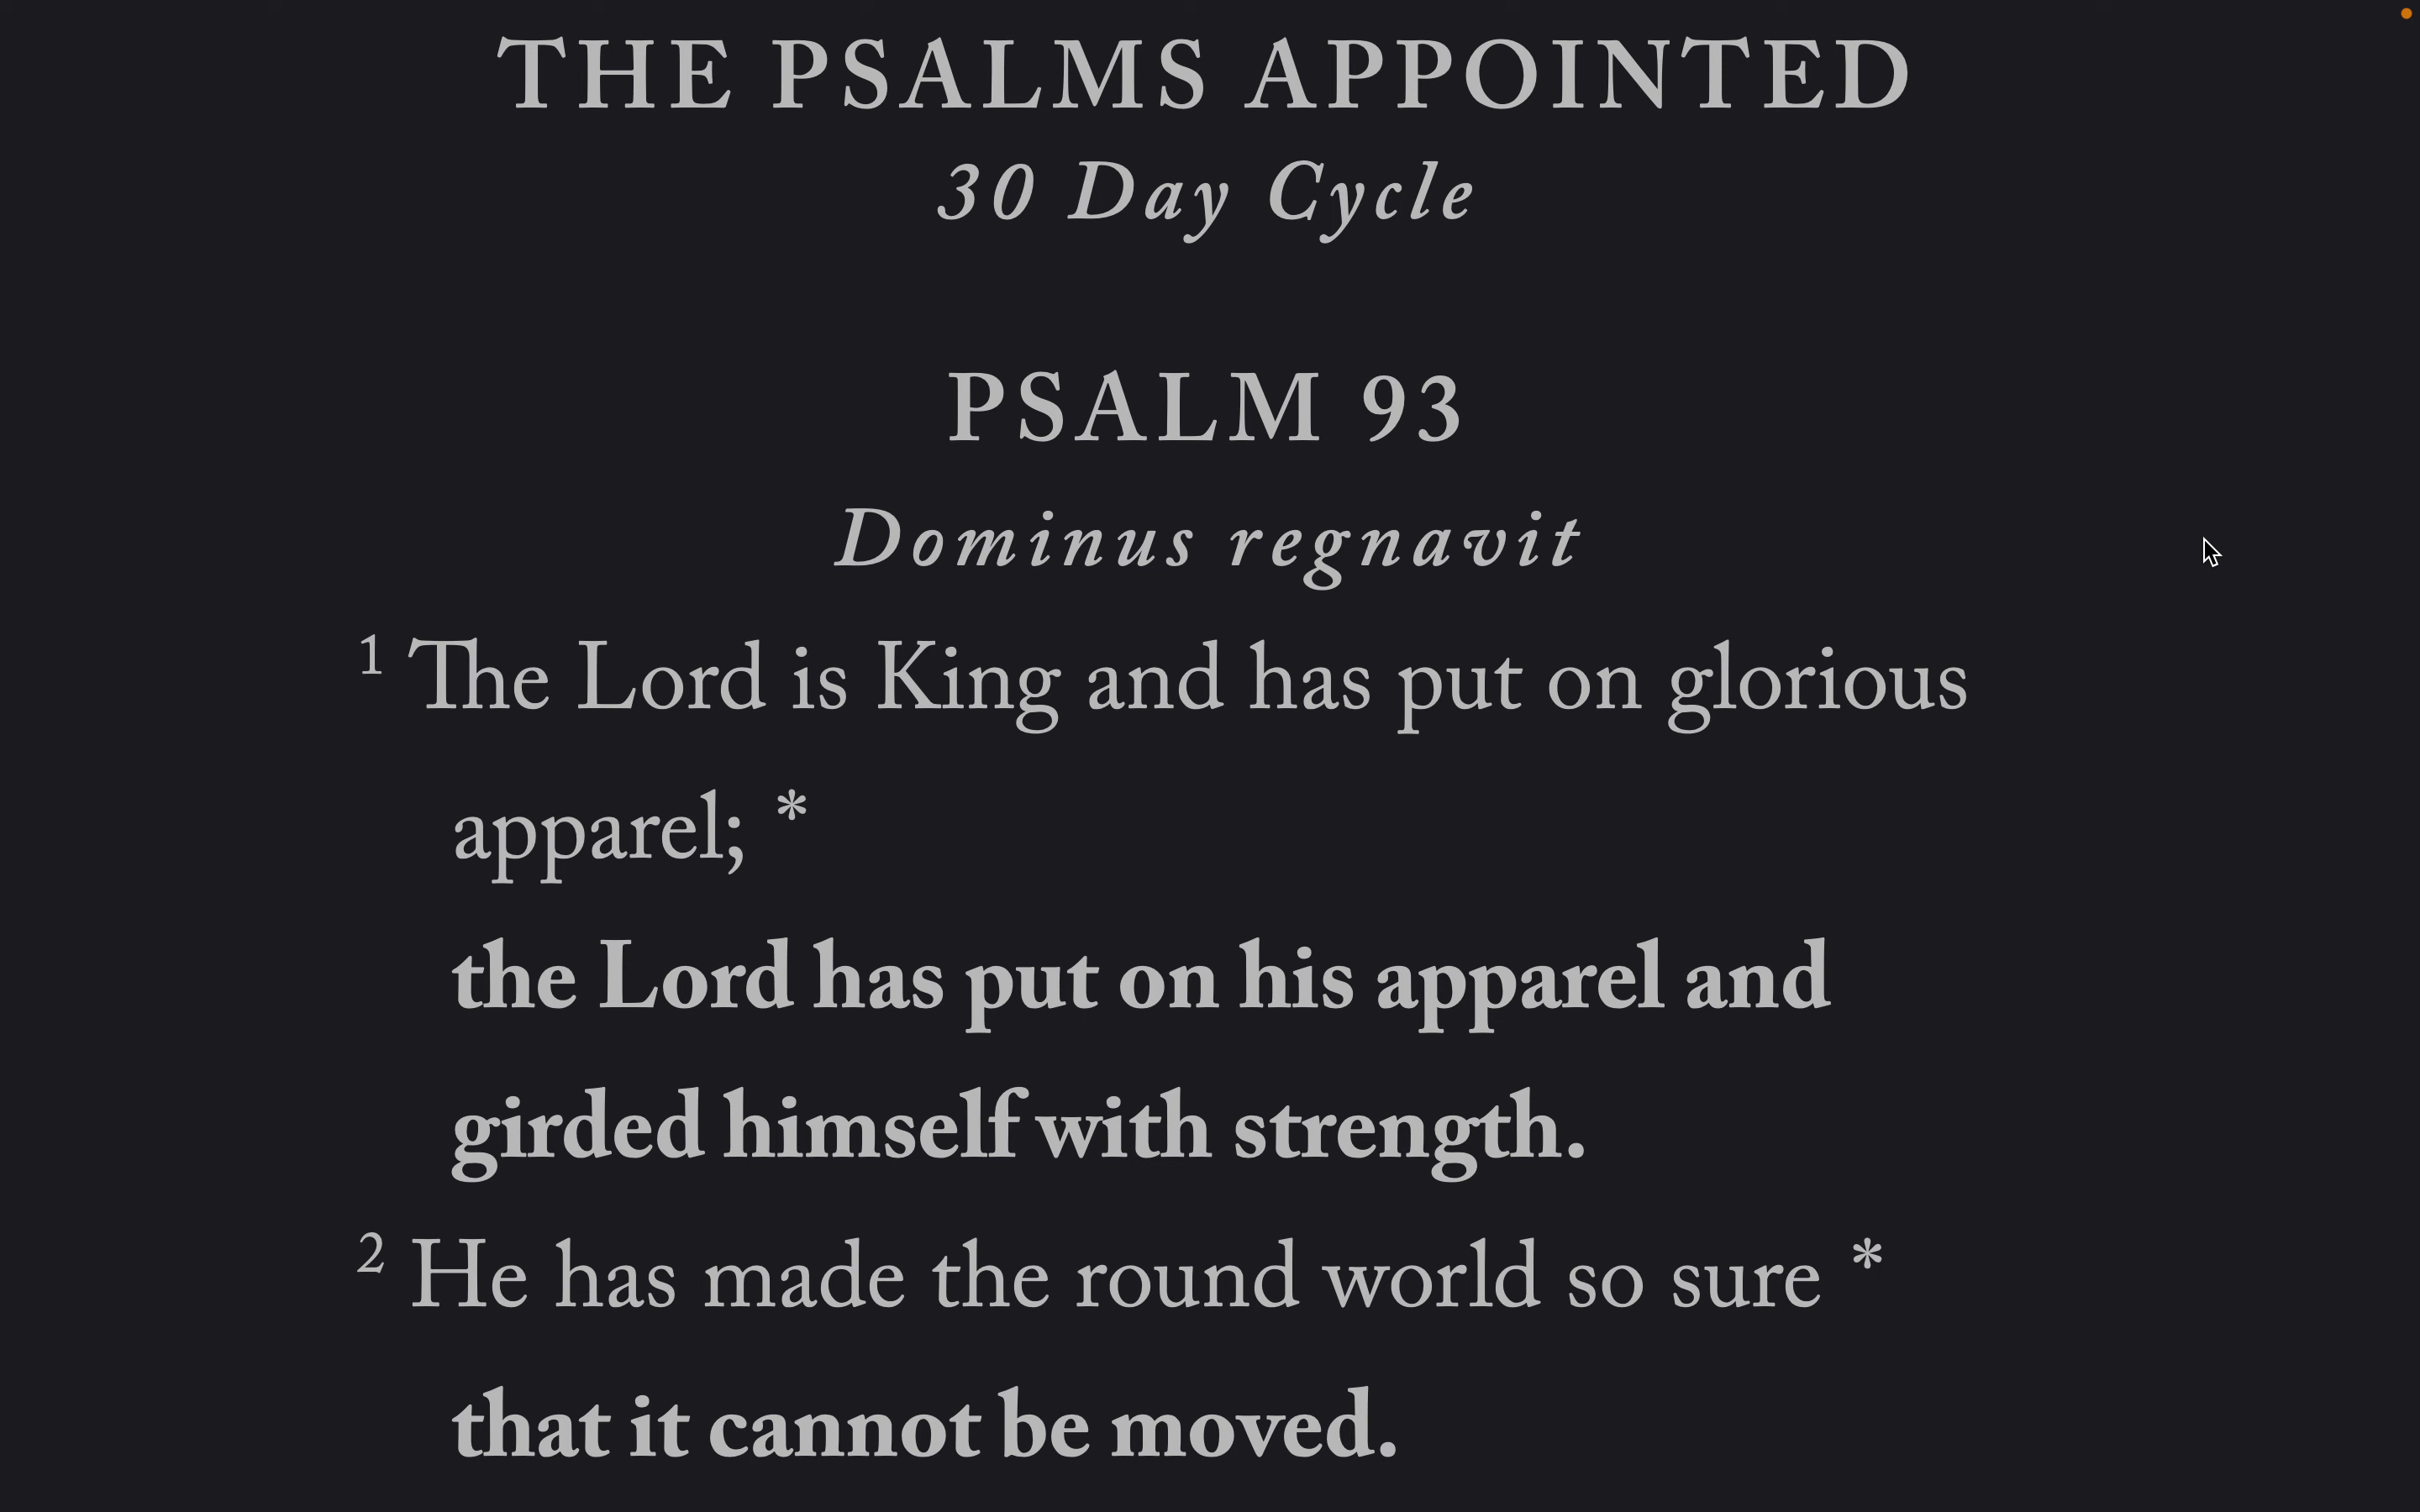 THE PSALMS APPOINTED
30 Day Cycle
PSALM 93
Dominus regnavit
1 The Lord is King and has put on glorious
apparel; *
the Lord has put on his apparel and
girded himself with strength.
2 He has made the round world so sure *
that it cannot be moved.